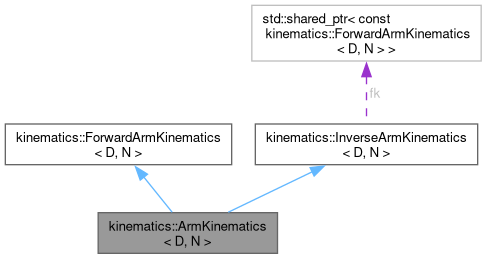 std::shared_ptr< const
kinematics::ForwardArmKinematics
< D, N > >
fk
kinematics::ForwardArmKinematics
< D, N >
kinematics::InverseArmKinematics
< D, N >
kinematics::ArmKinematics
< D, N >